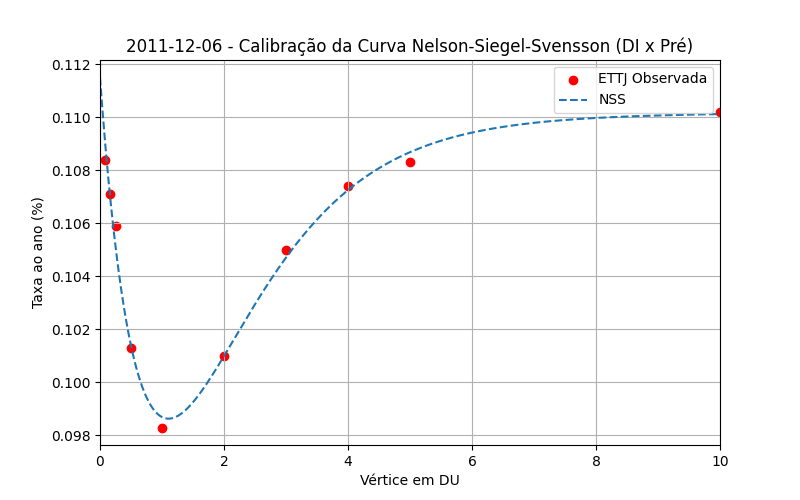 2011-12-06 - Calibração da Curva Nelson-Siegel-Svensson (DI x Pré)
ETTJ Observada
NSS
Taxa ao ano (%)
0.112
0.110
0.108
0.106
0.104
0.102
0.100
0.098
0 2 4 6 8 10
Vértice em DU